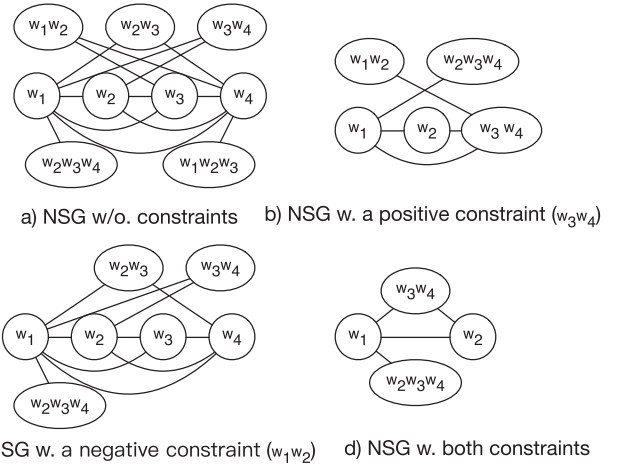 w1w2 w2w3 w3w4
w1 w2 w3 w4
w2w3w4 w1w2w3
a) NSG w/o. constraints
w1w2 w2w3w4
w1 w2 w3 w4
b) NSG w. a positive constraint (w3w4)
w2w3 w3w4
w1 w2 w3 w4
w2w3w4
SG w. a negative constraint (w1w2)
w3w4
w1 w2
w2w3w4
d) NSG w. both constraints